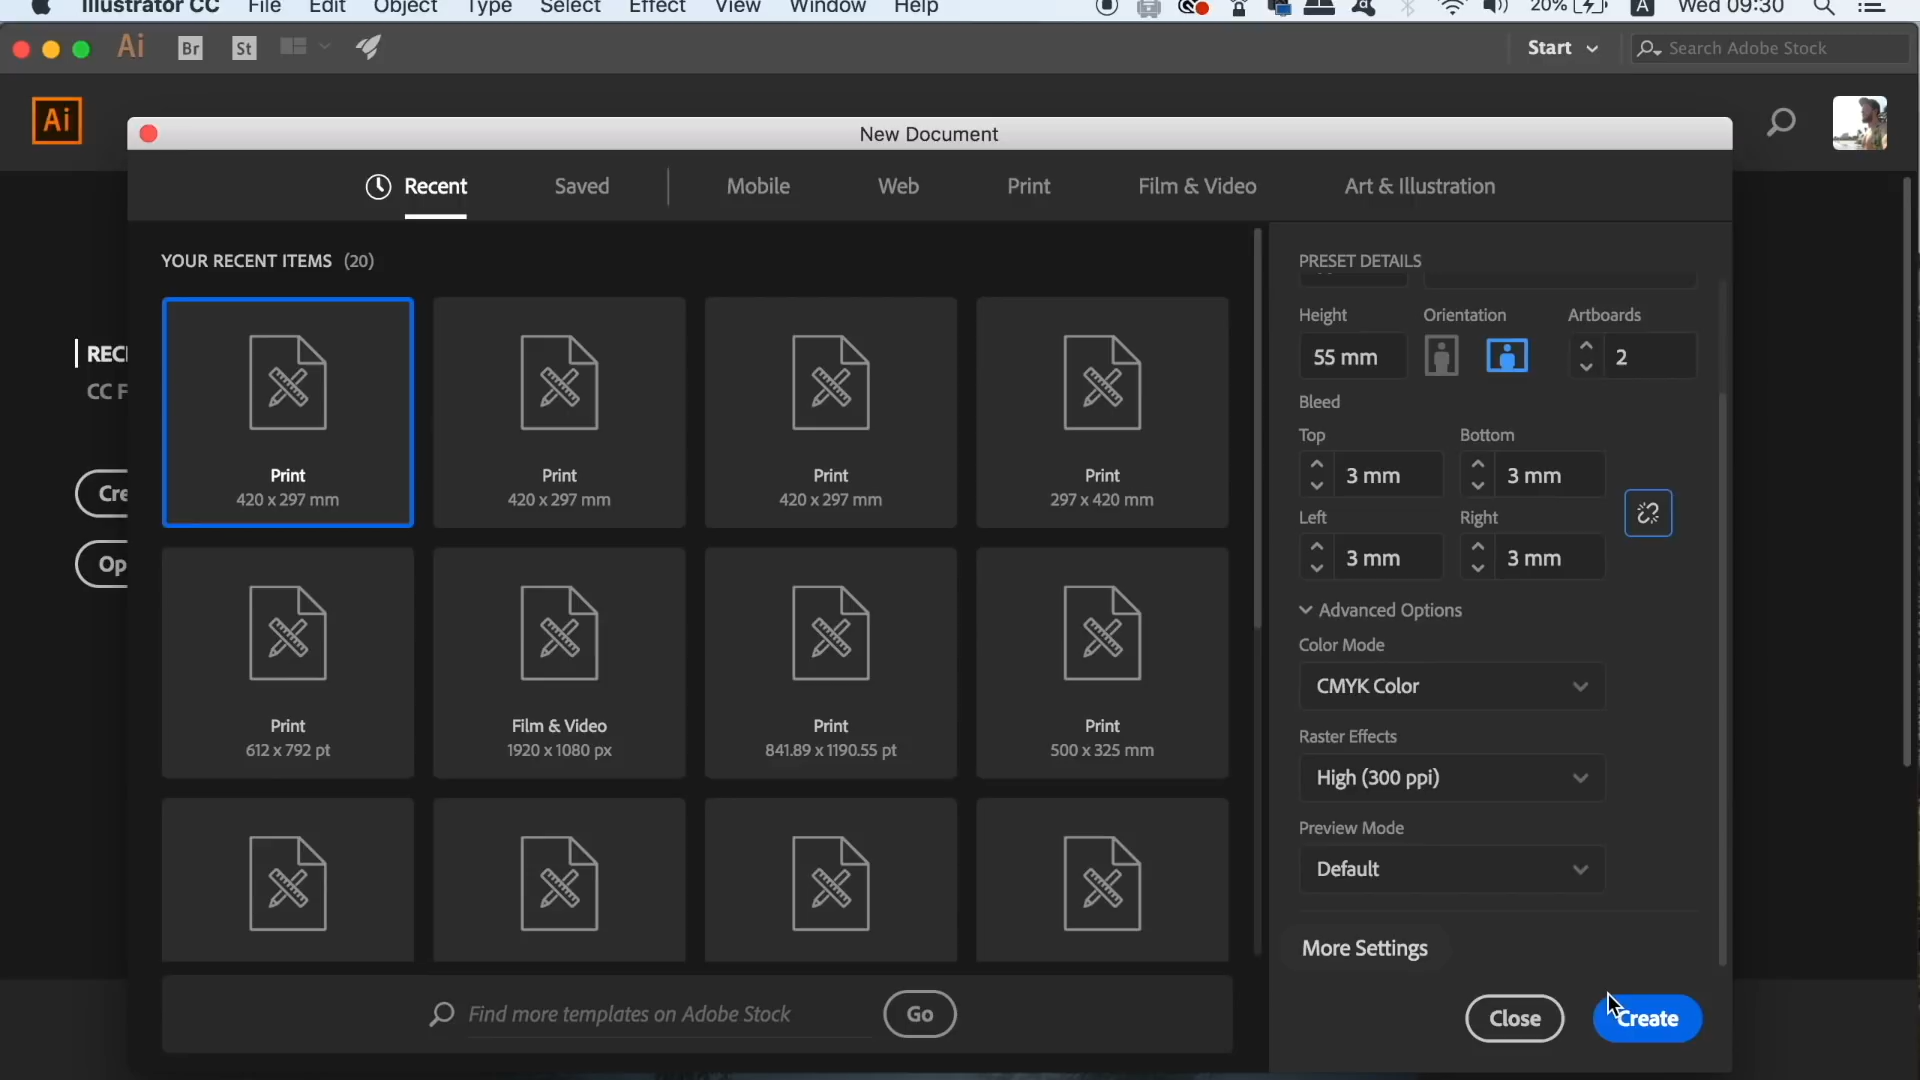 Illustrator CC File Edit Object Type Select Effect View Window Help 20% A Wed 09:30
Ai Br St Start Search Adobe Stock
Ai
New Document
Recent Saved Mobile Web Print Film & Video Art & Illustration
YOUR RECENT ITEMS (20)
Print
420 x 297 mm
Print
420 x 297 mm
Print
420 x 297 mm
Print
297 x 420 mm
Print
612 x 792 pt
Film & Video
1920 x 1080 px
Print
841.89 x 1190.55 pt
Print
500 x 325 mm
Find more templates on Adobe Stock Go
REC
CC F
Cre
Op
PRESET DETAILS
Height Orientation Artboards
55 mm 2
Bleed
Top Bottom
3 mm 3 mm
Left Right
3 mm 3 mm
Advanced Options
Color Mode
CMYK Color
Raster Effects
High (300 ppi)
Preview Mode
Default
More Settings
Close Create